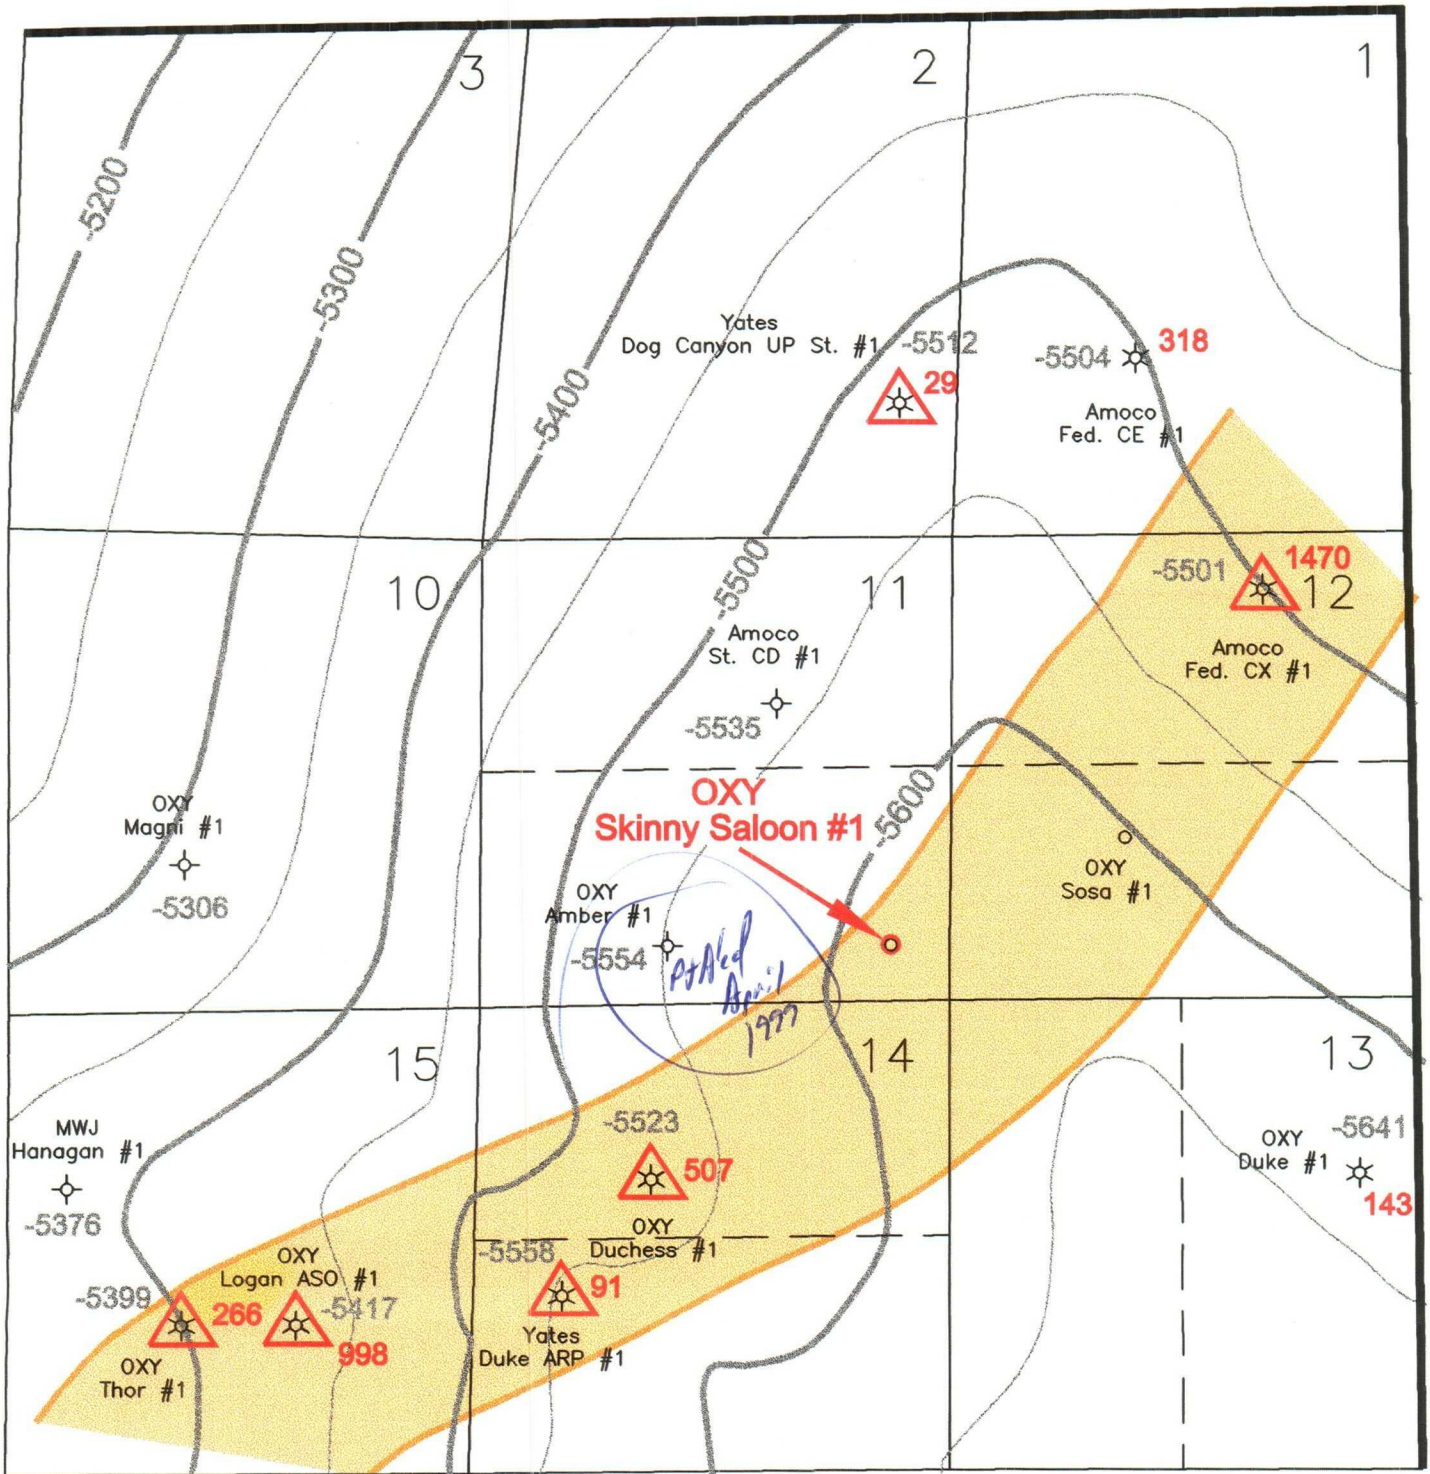 3
2
1
-5200
-5300
Yates
Dog Canyon UP St. #1
-5512
29
-5504
318
-5400
Amoco
Fed. CE #1
-5500
10
11
-5501
1470
12
Amoco
St. CD #1
-5535
Amoco
Fed. CX #1
OXY
Skinny Saloon #1
-5600
OXY
Magni #1
-5306
OXY
Sosa #1
OXY
Amber #1
-5554
P+A'ed
April
1977
15
14
13
MWJ
Hanagan #1
-5376
-5523
507
-5641
OXY
Duke #1
143
OXY
Duchess #1
-5558
91
Yates
Duke ARP #1
OXY
Logan ASO #1
-5399
266
-5417
998
OXY
Thor #1